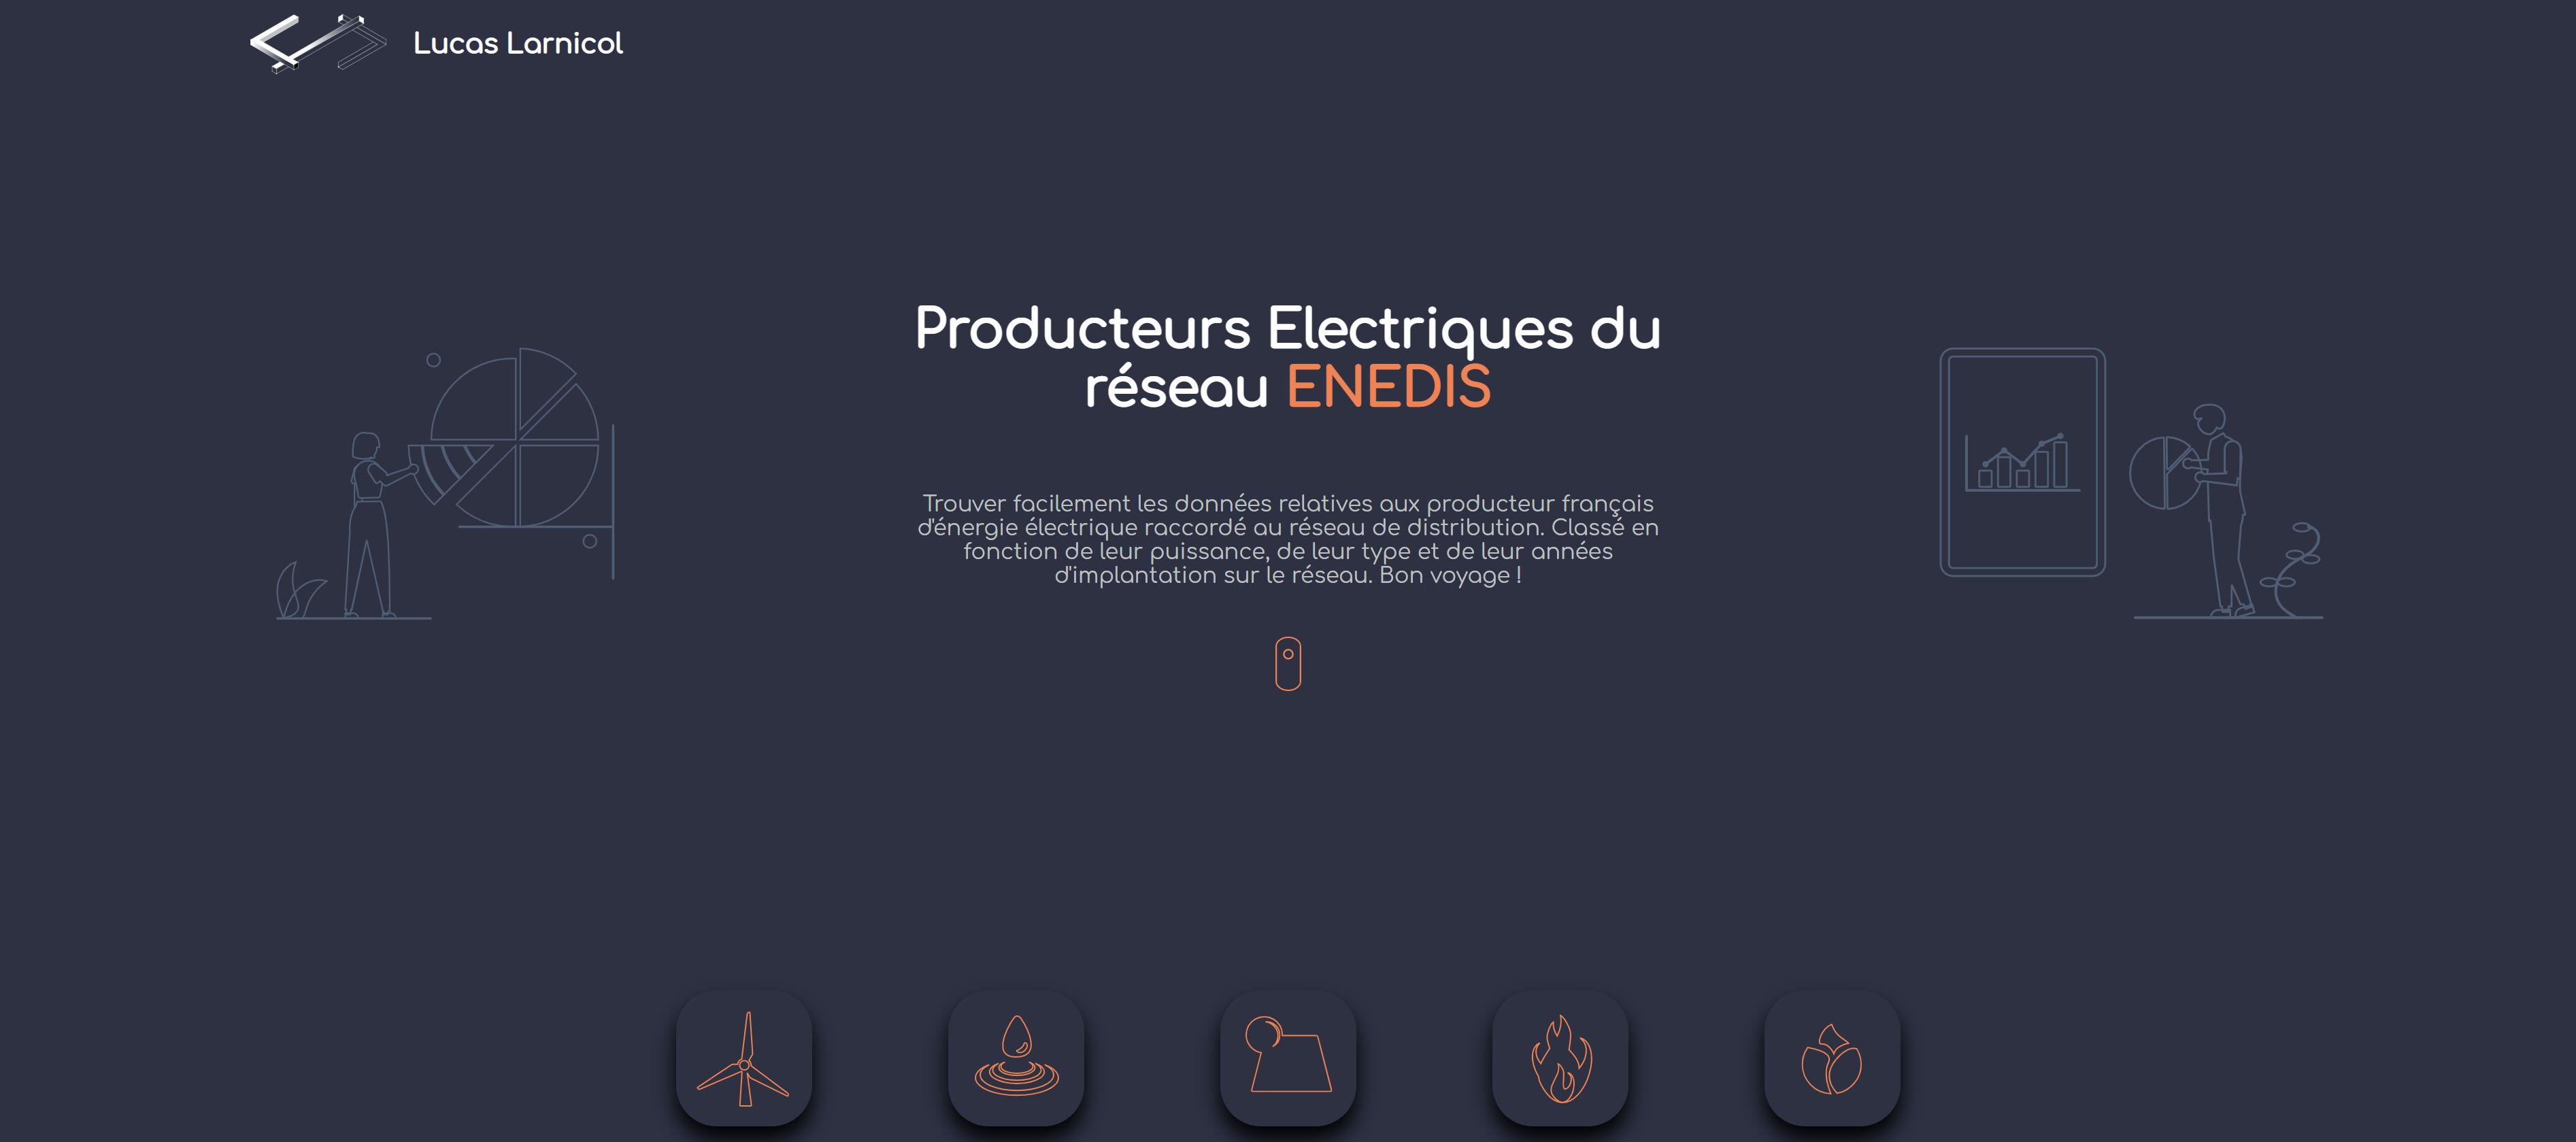 Lucas Larnicol
Producteurs Electriques du
réseau ENEDIS
Trouver facilement les données relatives aux producteur français
d'énergie électrique raccordé au réseau de distribution. Classé en
fonction de leur puissance, de leur type et de leur années
d'implantation sur le réseau. Bon voyage !